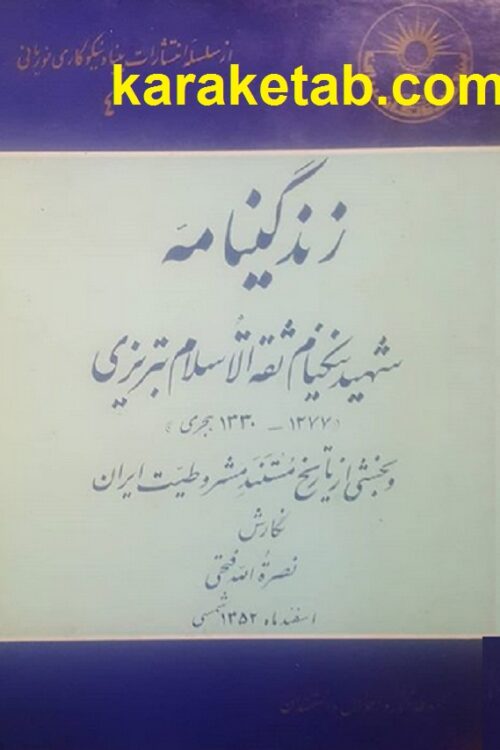 از سلسله انتشارات بنیاد نیکوکاری نوریانی
karaketab.com
زندگینامه
شهید نیکنام ثقة الاسلام تبریزی
«۱۲۷۷ – ۱۳۳۰ هجری»
و بخشی از تاریخ مستند مشروطیت ایران
نگارش
نصرة الله فتحی
اسفند ماه ۱۳۵۲ شمسی